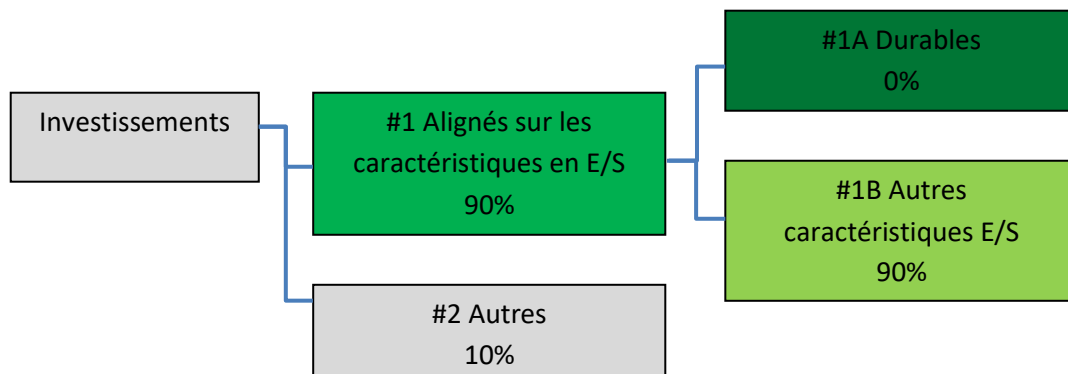 Investissements
#1 Alignés sur les
caractéristiques en E/S
90%
#2 Autres
10%
#1A Durables
0%
#1B Autres
caractéristiques E/S
90%